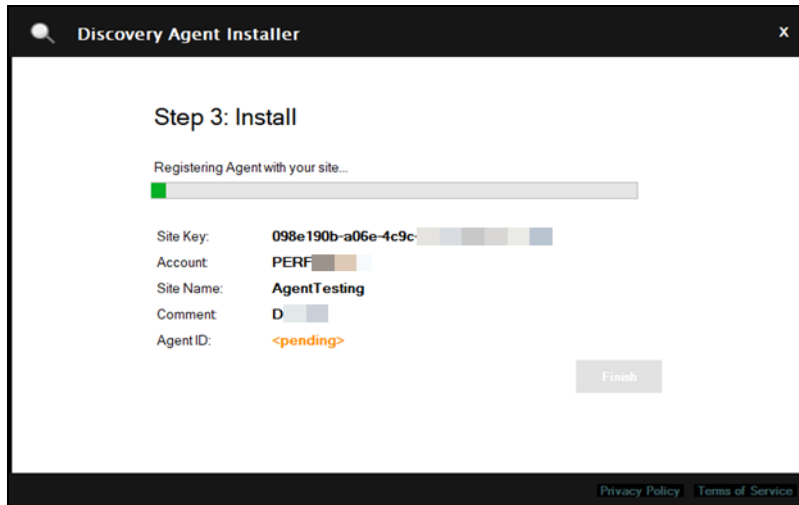 Discovery Agent Installer
X
Step 3: Install
Registering Agent with your site...
Site Key: 098e190b-a06e-4c9c-
Account: PERF
Site Name: AgentTesting
Comment: D
Agent ID: <pending>
Finish
Privacy Policy Terms of Service